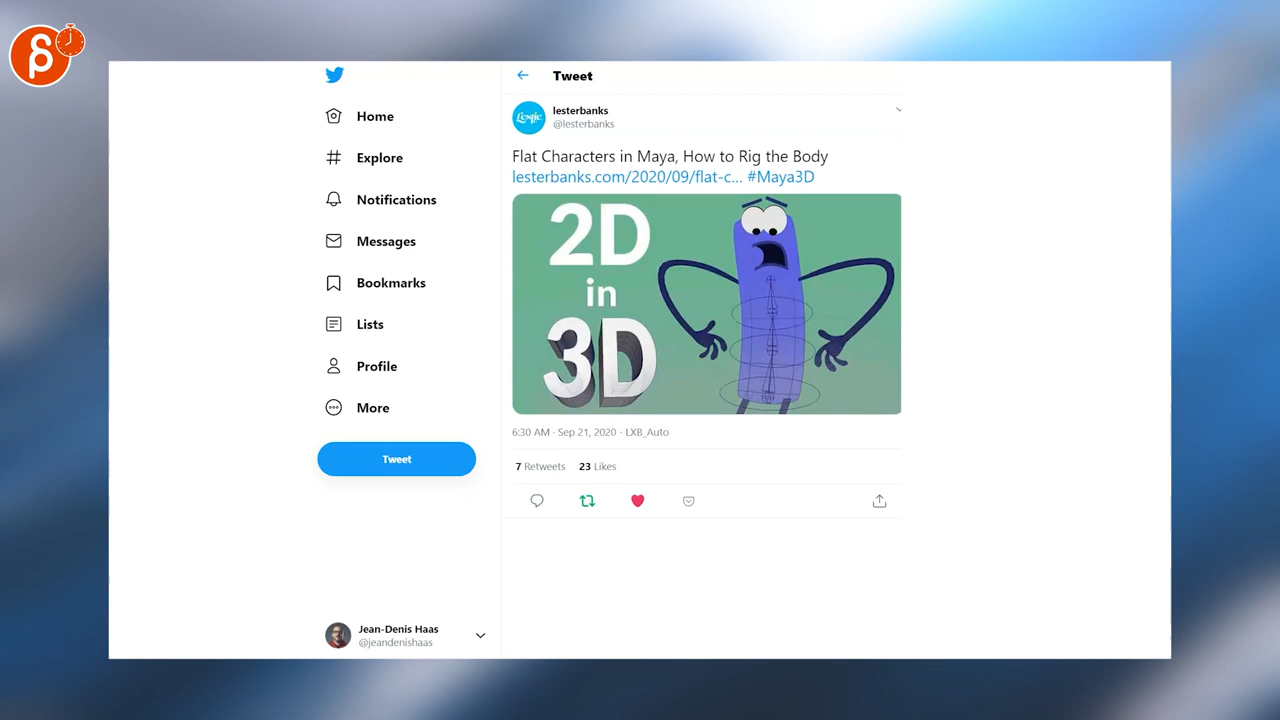 Home
Explore
Notifications
Messages
Bookmarks
Lists
Profile
More
Tweet
Jean-Denis Haas
@jeandenishaas
Tweet
lesterbanks
@lesterbanks
Flat Characters in Maya, How to Rig the Body
lesterbanks.com/2020/09/flat-c... #Maya3D
2D
in
3D
6:30 AM · Sep 21, 2020 · LXB_Auto
7 Retweets 23 Likes